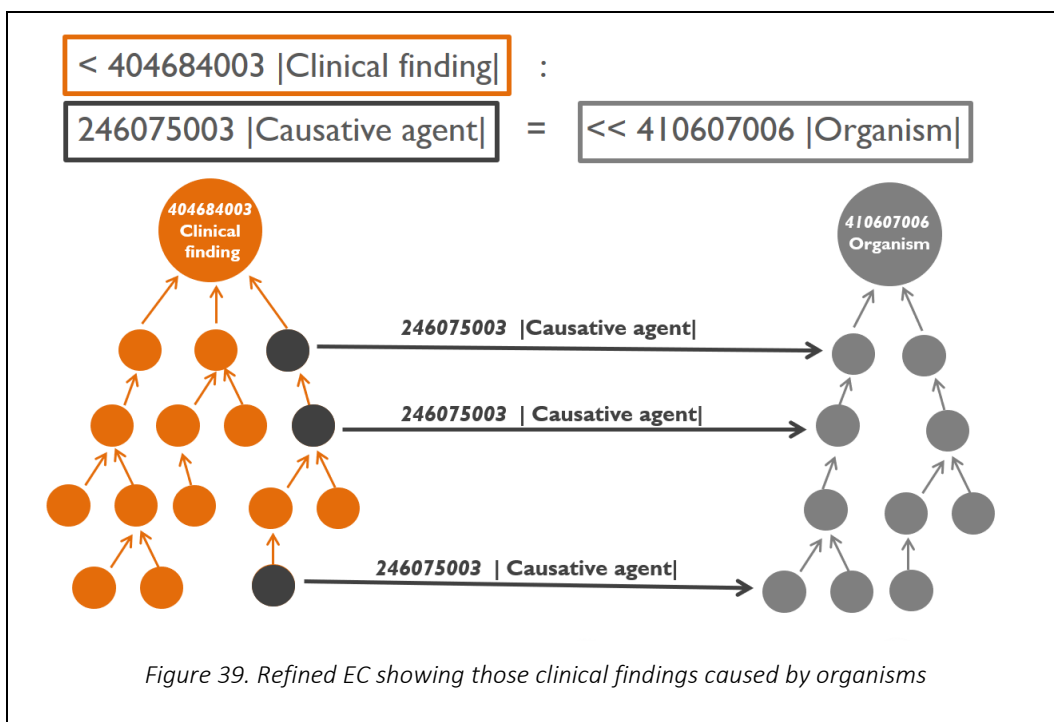 < 404684003 |Clinical finding| :
246075003 |Causative agent| = << 410607006 |Organism|
404684003
Clinical
finding
410607006
Organism
246075003 |Causative agent|
246075003 | Causative agent|
246075003 | Causative agent|
Figure 39. Refined EC showing those clinical findings caused by organisms